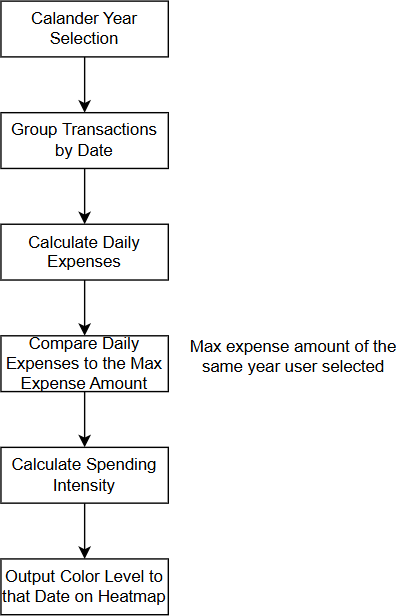 Calander Year
Selection
Group Transactions
by Date
Calculate Daily
Expenses
Compare Daily
Expenses to the Max
Expense Amount
Max expense amount of the
same year user selected
Calculate Spending
Intensity
Output Color Level to
that Date on Heatmap